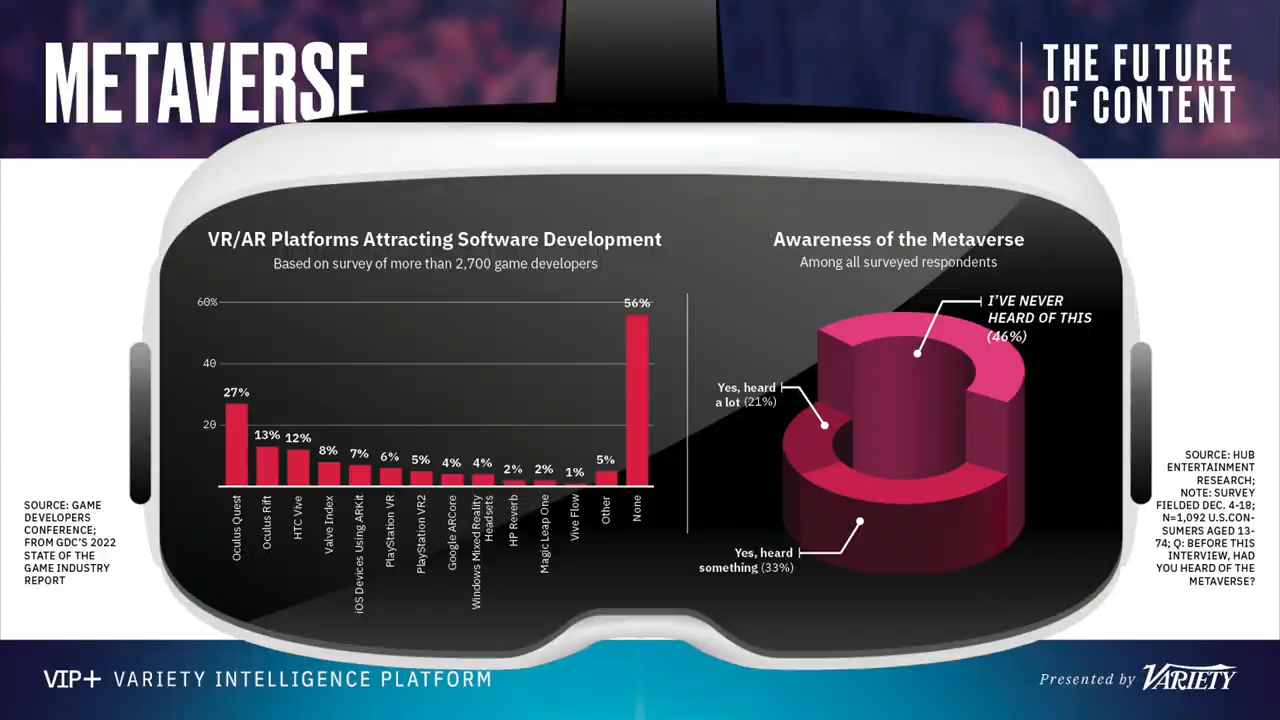 METAVERSE
THE FUTURE
OF CONTENT
VR/AR Platforms Attracting Software Development
Based on survey of more than 2,700 game developers
60%
40
20
27%
13%
12%
8%
7%
6%
5%
4%
4%
2%
2%
1%
5%
56%
Oculus Quest
Oculus Rift
HTC Vive
Valve Index
iOS Devices Using ARKit
PlayStation VR
PlayStation VR2
Google ARCore
Windows Mixed Reality
Headsets
HP Reverb
Magic Leap One
Vive Flow
Other
None
Awareness of the Metaverse
Among all surveyed respondents
I'VE NEVER
HEARD OF THIS
(46%)
Yes, heard
a lot (21%)
Yes, heard
something (33%)
SOURCE: GAME
DEVELOPERS
CONFERENCE;
FROM GDC'S 2022
STATE OF THE
GAME INDUSTRY
REPORT
SOURCE: HUB
ENTERTAINMENT
RESEARCH;
NOTE: SURVEY
FIELDED DEC. 4-18;
N=1,092 U.S.CON-
SUMERS AGED 13-
74; Q: BEFORE THIS
INTERVIEW, HAD
YOU HEARD OF THE
METAVERSE?
VIP+ VARIETY INTELLIGENCE PLATFORM
Presented by VARIETY